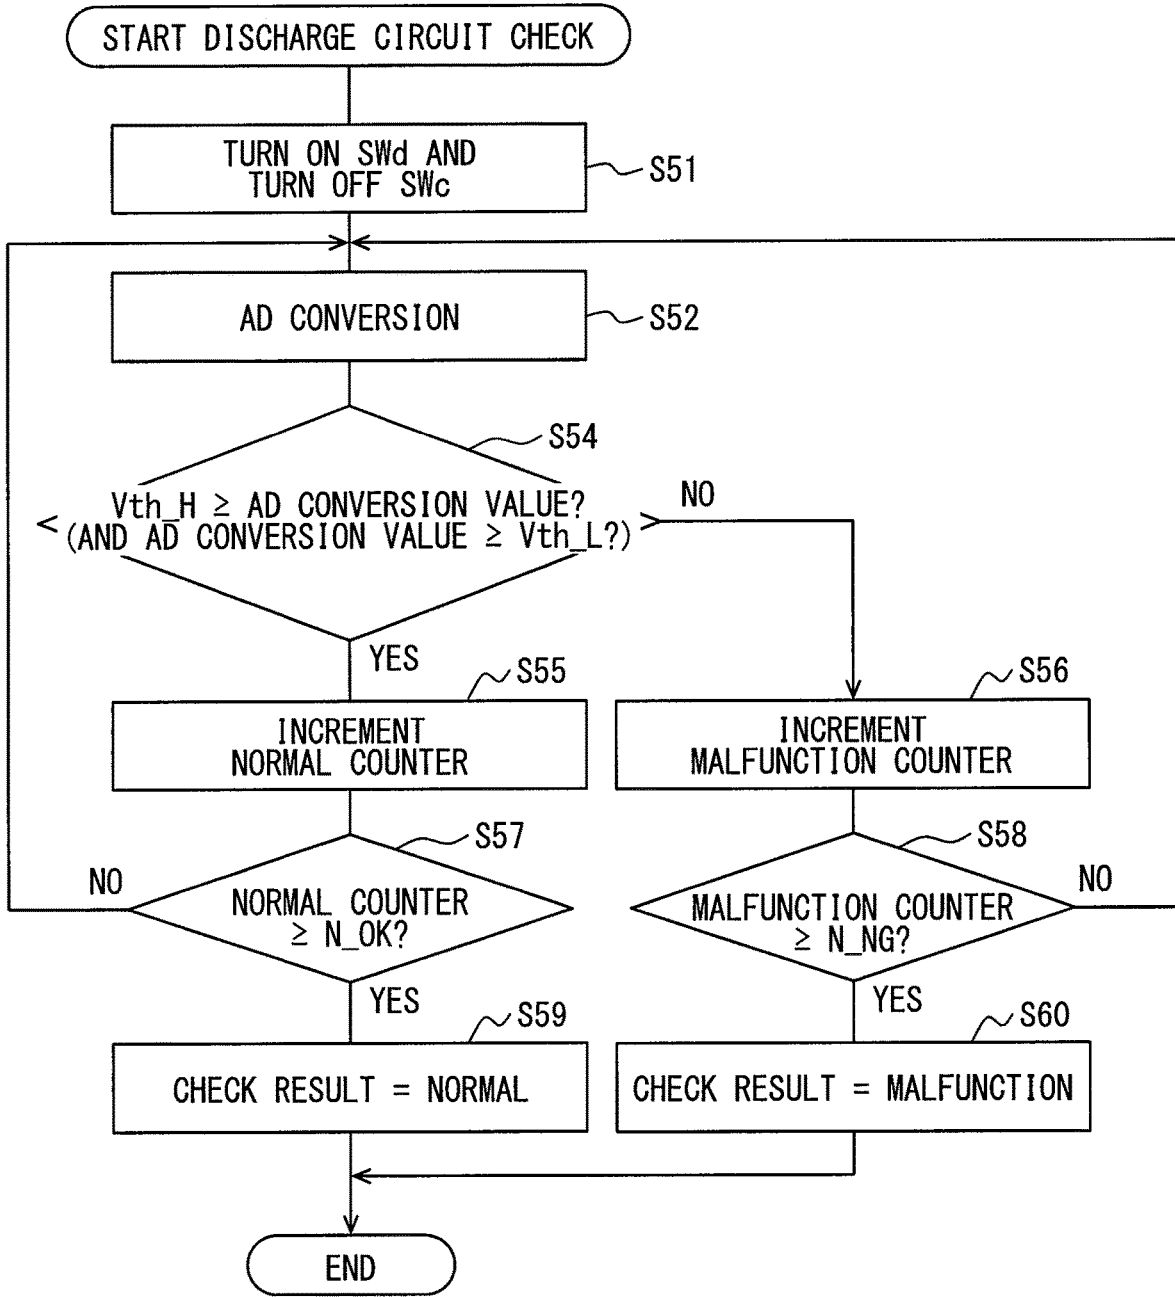 START DISCHARGE CIRCUIT CHECK
TURN ON SWd AND
TURN OFF SWc
S51
AD CONVERSION
S52
S54
Vth_H ≥ AD CONVERSION VALUE?
(AND AD CONVERSION VALUE ≥ Vth_L?)
NO
YES
S55
INCREMENT
NORMAL COUNTER
S56
INCREMENT
MALFUNCTION COUNTER
S57
NORMAL COUNTER
≥ N_OK?
NO
YES
S58
MALFUNCTION COUNTER
≥ N_NG?
NO
YES
S59
CHECK RESULT = NORMAL
S60
CHECK RESULT = MALFUNCTION
END